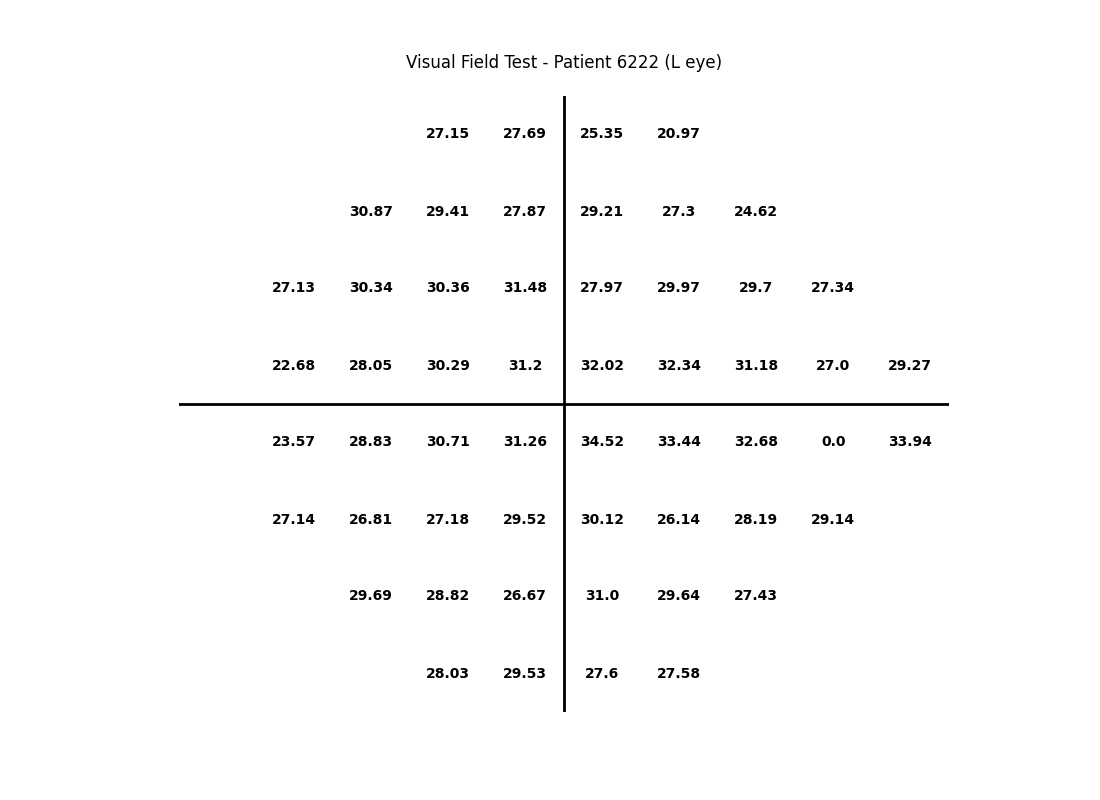 Visual Field Test - Patient 6222 (L eye)
27.15 27.69 25.35 20.97
30.87 29.41 27.87 29.21 27.3 24.62
27.13 30.34 30.36 31.48 27.97 29.97 29.7 27.34
22.68 28.05 30.29 31.2 32.02 32.34 31.18 27.0 29.27
23.57 28.83 30.71 31.26 34.52 33.44 32.68 0.0 33.94
27.14 26.81 27.18 29.52 30.12 26.14 28.19 29.14
29.69 28.82 26.67 31.0 29.64 27.43
28.03 29.53 27.6 27.58